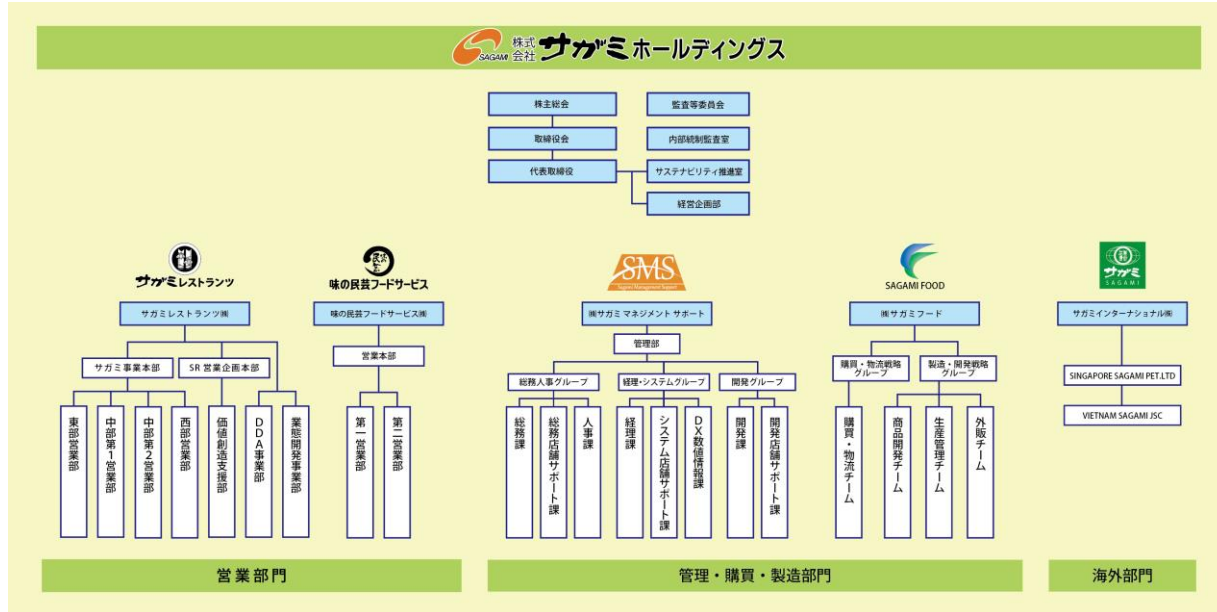 SAGAMI 株式会社 サガミホールディングス
株主総会
監査等委員会
取締役会
内部統制監査室
代表取締役
サステナビリティ推進室
経営企画部
サガミレストランツ
味の民芸フードサービス
SMS
Sagami Management Support
SAGAMI FOOD
サガミ
SAGAMI
サガミレストランツ㈱
味の民芸フードサービス㈱
㈱サガミ マネジメント サポート
㈱サガミフード
サガミインターナショナル㈱
管理部
営業本部
サガミ事業本部
SR 営業企画本部
購買・物流戦略
グループ
製造・開発戦略
グループ
総務人事グループ
経理・システムグループ
開発グループ
SINGAPORE SAGAMI PET.LTD
VIETNAM SAGAMI JSC
東部営業部
中部第1営業部
中部第2営業部
西部営業部
価値創造支援部
DDA事業部
業態開発事業部
第一営業部
第二営業部
総務課
総務店舗サポート課
人事課
経理課
システム店舗サポート課
DX数値情報課
開発課
開発店舗サポート課
購買・物流チーム
商品開発チーム
生産管理チーム
外販チーム
営業部門
管理・購買・製造部門
海外部門